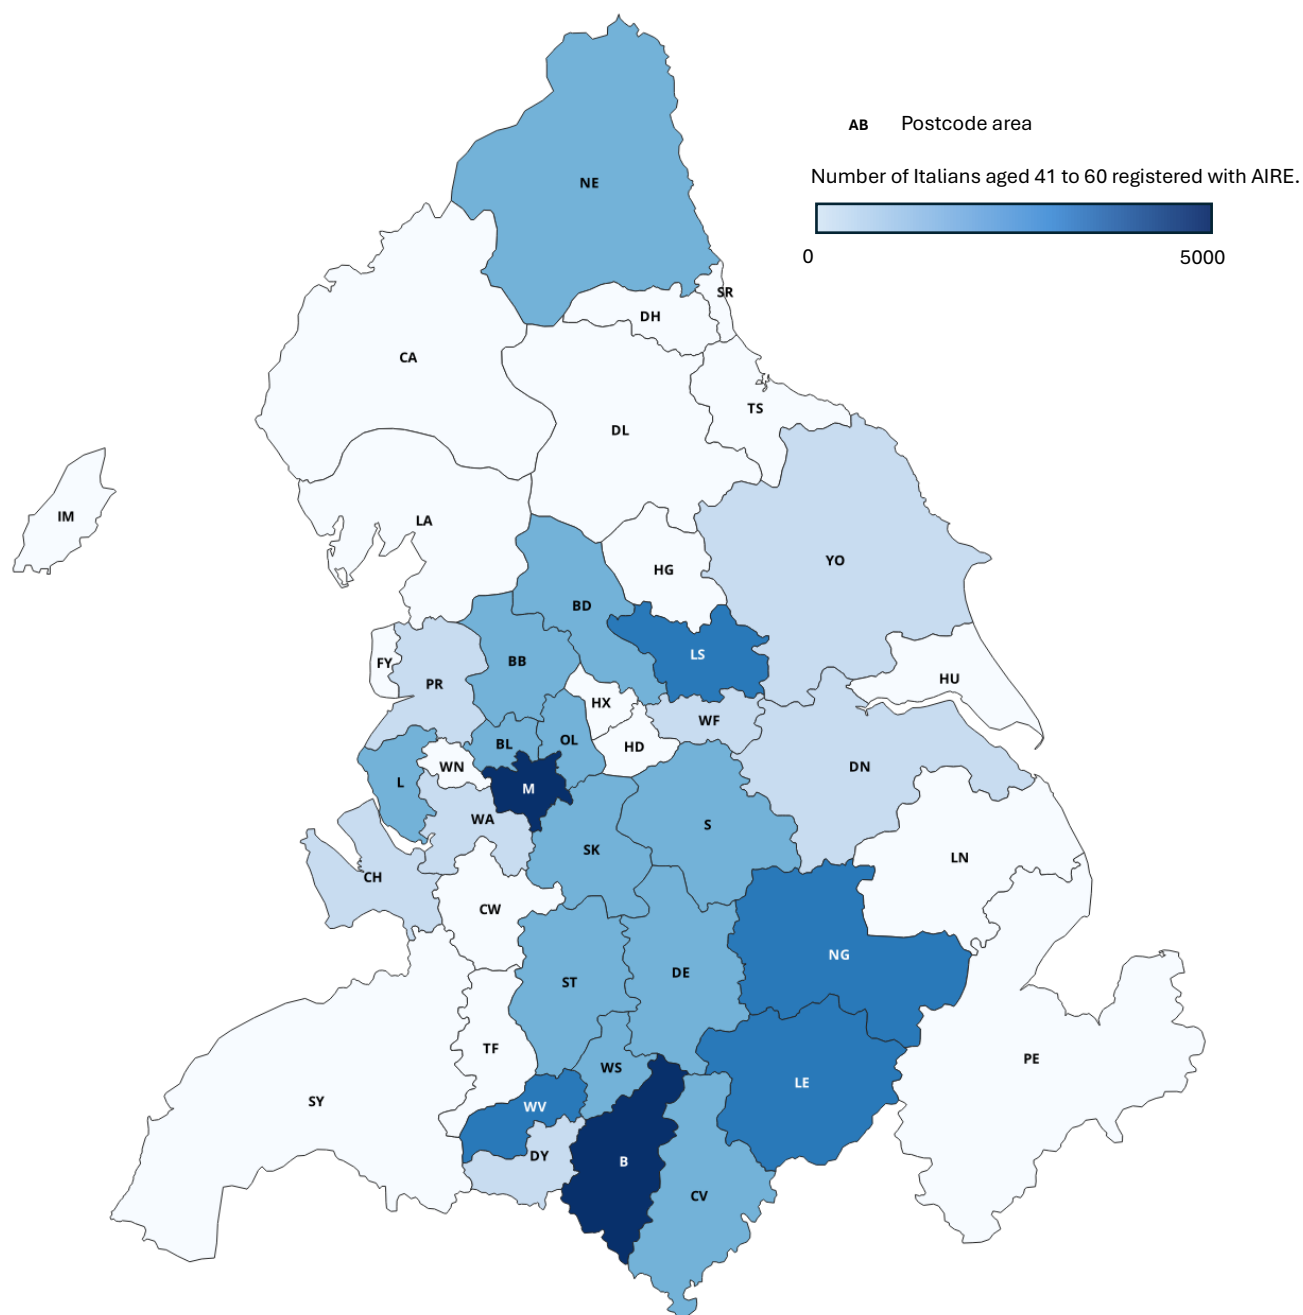 AB Postcode area
Number of Italians aged 41 to 60 registered with AIRE.
0 5000
NE
SR
DH
CA
TS
DL
IM
LA
YO
HG
BD
LS
BB
FY
HU
PR
HX
WF
OL
BL
HD
WN
DN
L
M
WA
S
SK
LN
CH
CW
NG
DE
ST
TF
PE
WS
LE
SY
WV
DY
B
CV